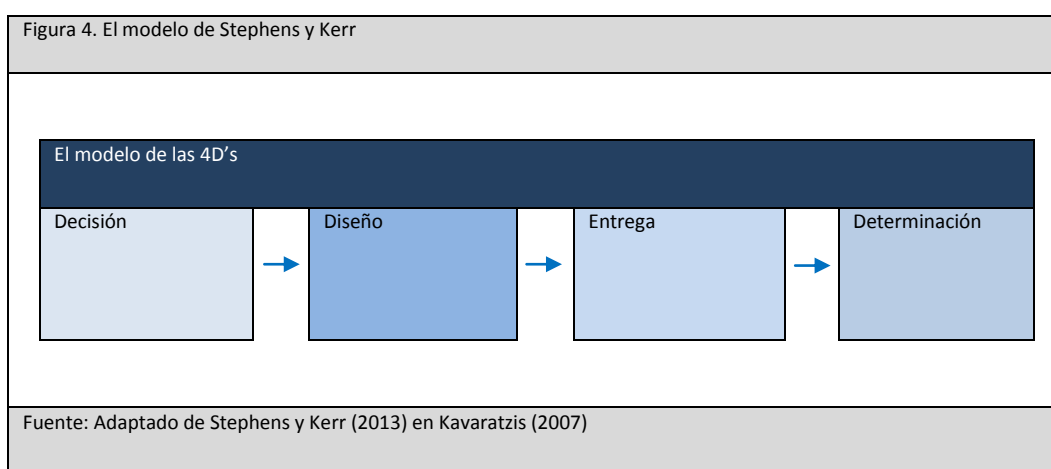 Figura 4. El modelo de Stephens y Kerr
El modelo de las 4D’s
Decisión
Diseño
Entrega
Determinación
Fuente: Adaptado de Stephens y Kerr (2013) en Kavaratzis (2007)